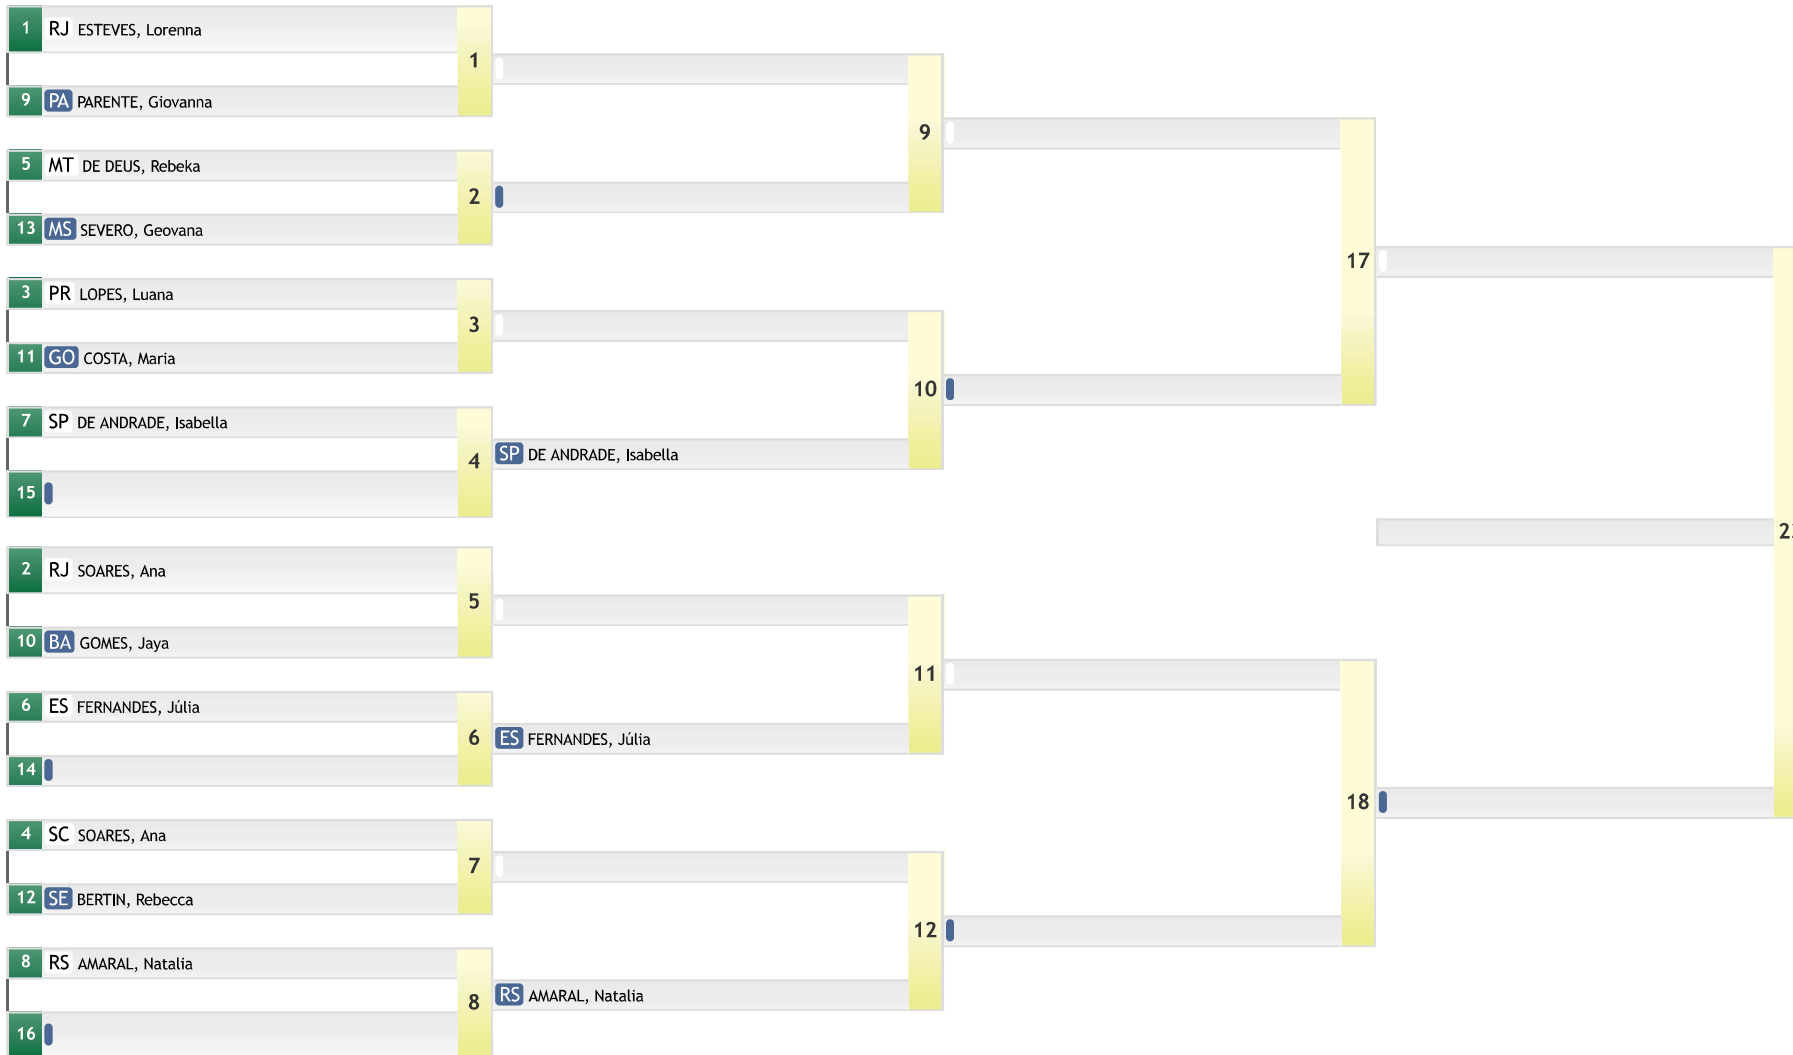 1 RJ ESTEVES, Lorenna
1
9 PA PARENTE, Giovanna
9
5 MT DE DEUS, Rebeka
2
13 MS SEVERO, Geovana
17
3 PR LOPES, Luana
3
11 GO COSTA, Maria
10
7 SP DE ANDRADE, Isabella
4
SP DE ANDRADE, Isabella
15
2 RJ SOARES, Ana
5
10 BA GOMES, Jaya
11
6 ES FERNANDES, Júlia
6
ES FERNANDES, Júlia
14
18
4 SC SOARES, Ana
7
12 SE BERTIN, Rebecca
12
8 RS AMARAL, Natalia
8
RS AMARAL, Natalia
16